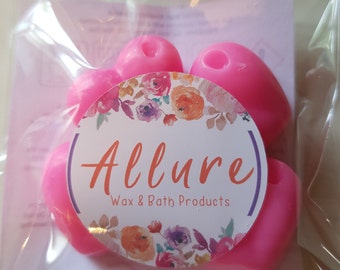 Allure
Wax & Bath Products